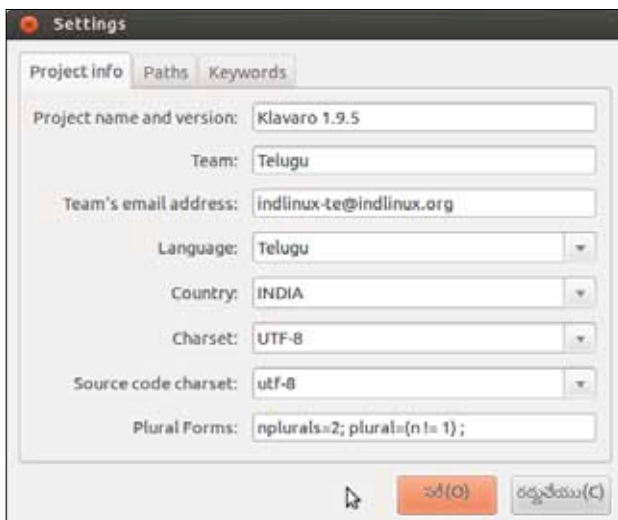 Settings
Project info Paths Keywords
Project name and version: Klavaro 1.9.5
Team: Telugu
Team's email address: indlinux-te@indlinux.org
Language: Telugu
Country: INDIA
Charset: UTF-8
Source code charset: utf-8
Plural Forms: nplurals=2; plural=(n != 1) ;
సరే(O) రద్దుచేయు(C)